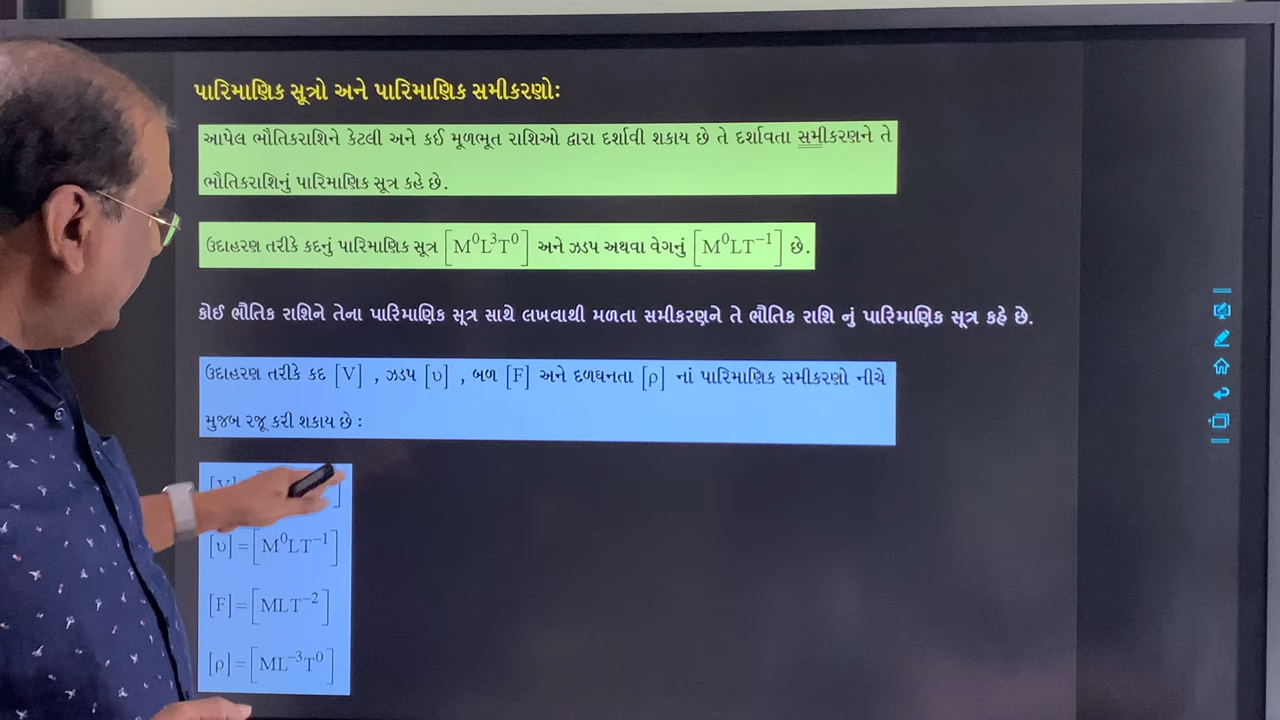 પારિમાણિક સૂત્રો અને પારિમાણિક સમીકરણો:
આપેલ ભૌતિકરાશિને કેટલી અને કઈ મૂળભૂત રાશિઓ દ્વારા દર્શાવી શકાય છે તે દર્શાવતા સમીકરણને તે
ભૌતિકરાશિનું પારિમાણિક સૂત્ર કહે છે.
ઉદાહરણ તરીકે કદનું પારિમાણિક સૂત્ર [M⁰L³T⁰] અને ઝડપ અથવા વેગનું [M⁰LT⁻¹] છે.
કોઈ ભૌતિક રાશિને તેના પારિમાણિક સૂત્ર સાથે લખવાથી મળતા સમીકરણને તે ભૌતિક રાશિ નું પારિમાણિક સૂત્ર કહે છે.
ઉદાહરણ તરીકે કદ [V] , ઝડપ [υ] , બળ [F] અને દળઘનતા [ρ] નાં પારિમાણિક સમીકરણો નીચે
મુજબ રજૂ કરી શકાય છે :
[V]
[υ]=[M⁰LT⁻¹]
[F]=[MLT⁻²]
[ρ]=[ML⁻³T⁰]